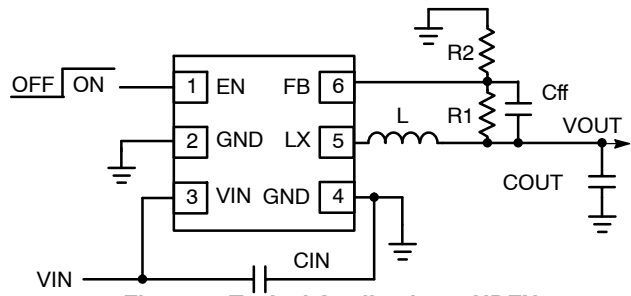 R2
OFF ON
1 EN FB 6
R1
Cff
2 GND LX 5
L
VOUT
3 VIN GND 4
COUT
CIN
VIN